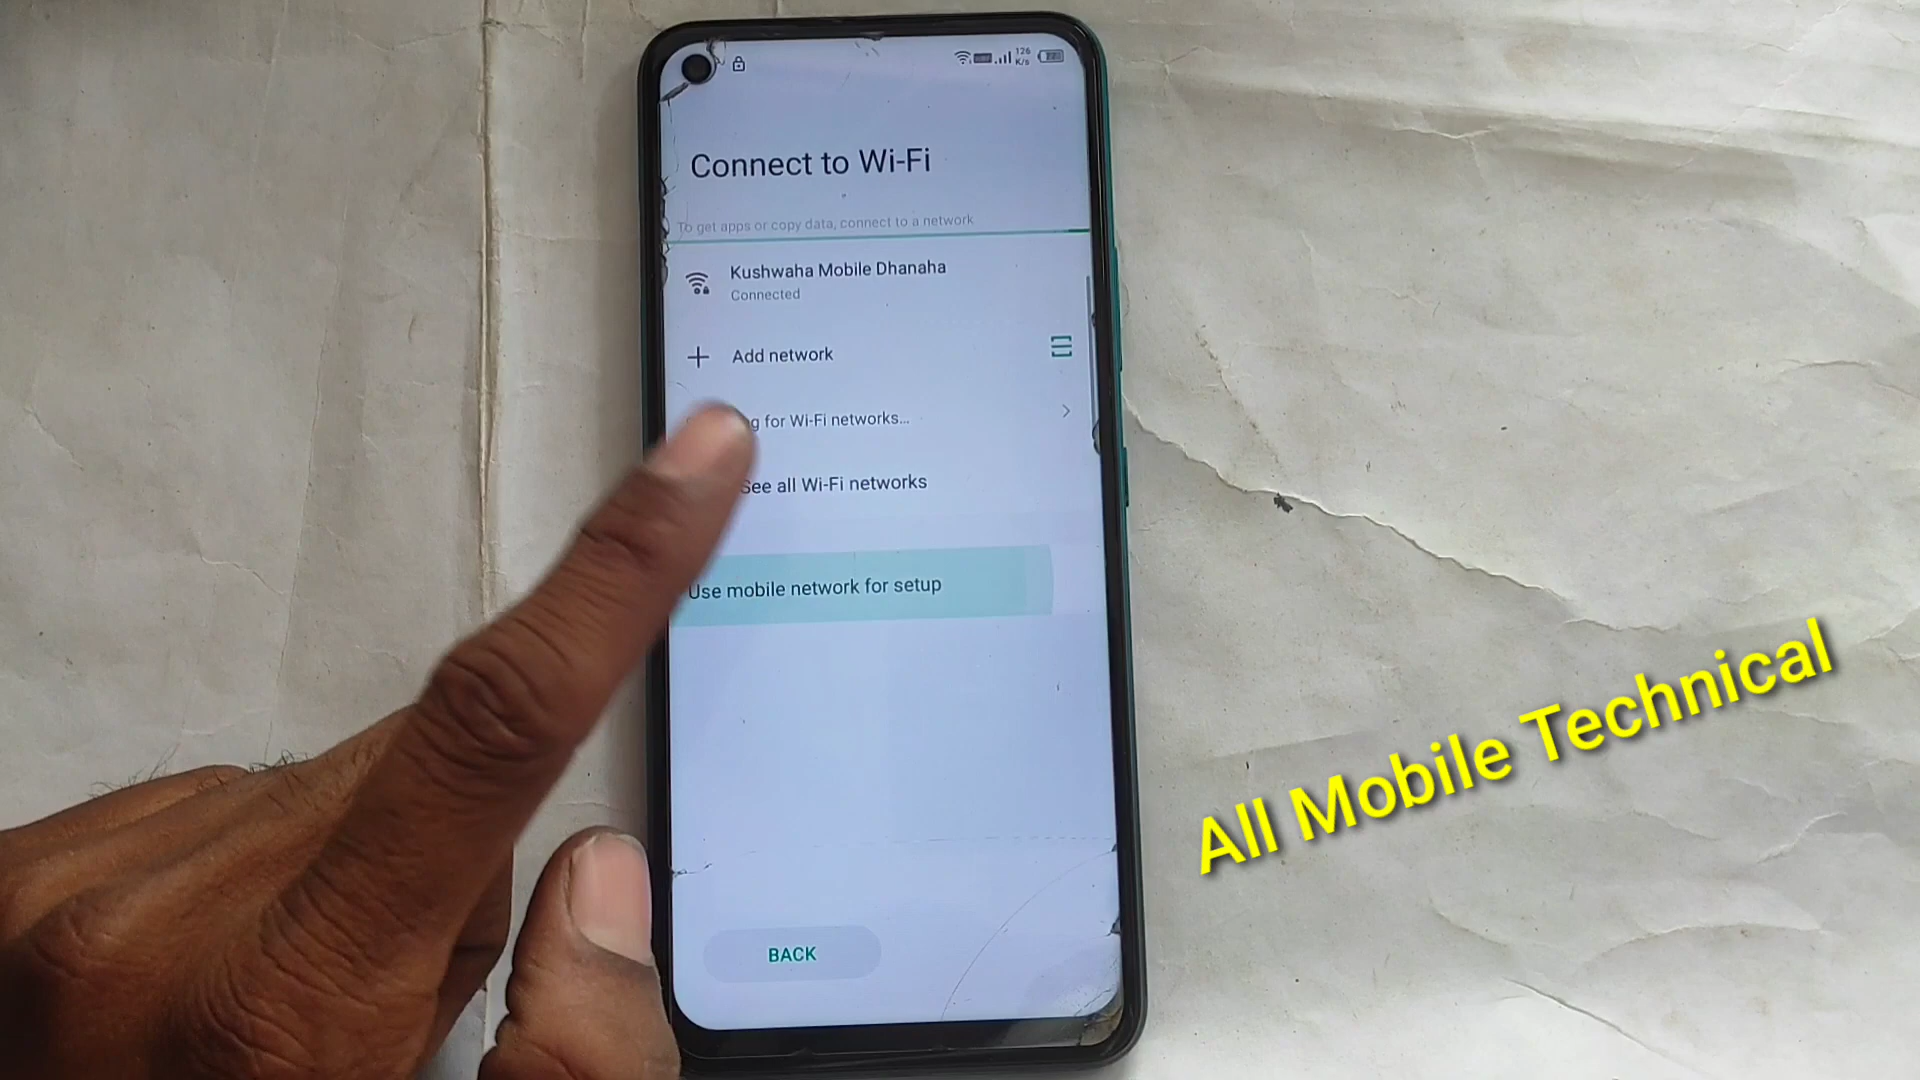 126
K/s
Connect to Wi-Fi
To get apps or copy data, connect to a network
Kushwaha Mobile Dhanaha
Connected
Add network
for Wi-Fi networks...
See all Wi-Fi networks
Use mobile network for setup
BACK
All Mobile Technical